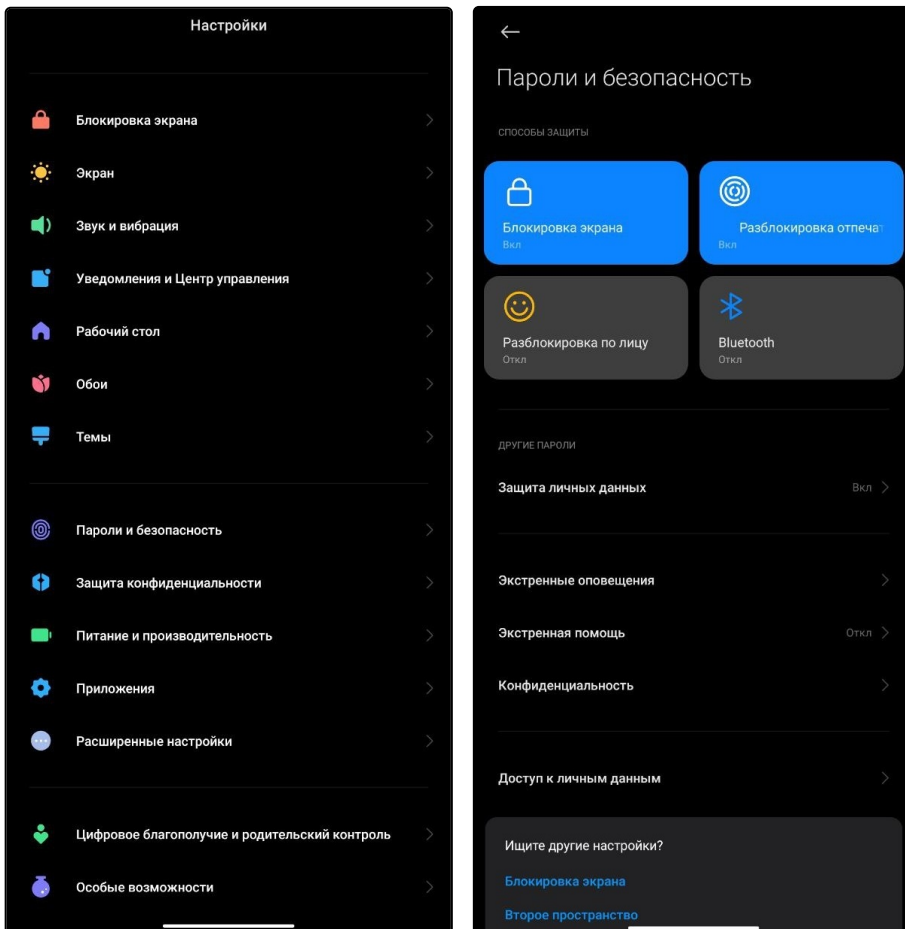 Настройки
Блокировка экрана
Экран
Звук и вибрация
Уведомления и Центр управления
Рабочий стол
Обои
Темы
Пароли и безопасность
Защита конфиденциальности
Питание и производительность
Приложения
Расширенные настройки
Цифровое благополучие и родительский контроль
Особые возможности
Пароли и безопасность
СПОСОБЫ ЗАЩИТЫ
Блокировка экрана
Вкл
Разблокировка отпечат
Вкл
Разблокировка по лицу
Откл
Bluetooth
Откл
ДРУГИЕ ПАРОЛИ
Защита личных данных
Вкл
Экстренные оповещения
Экстренная помощь
Откл
Конфиденциальность
Доступ к личным данным
Ищите другие настройки?
Блокировка экрана
Второе пространство